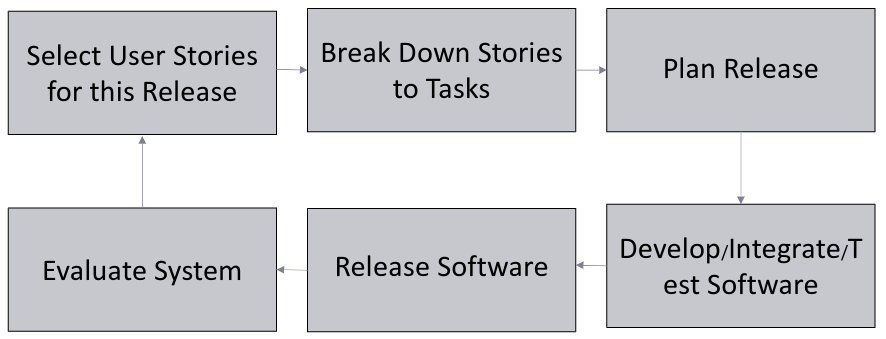 Select User Stories
for this Release
Break Down Stories
to Tasks
Plan Release
Develop/Integrate/T
est Software
Release Software
Evaluate System